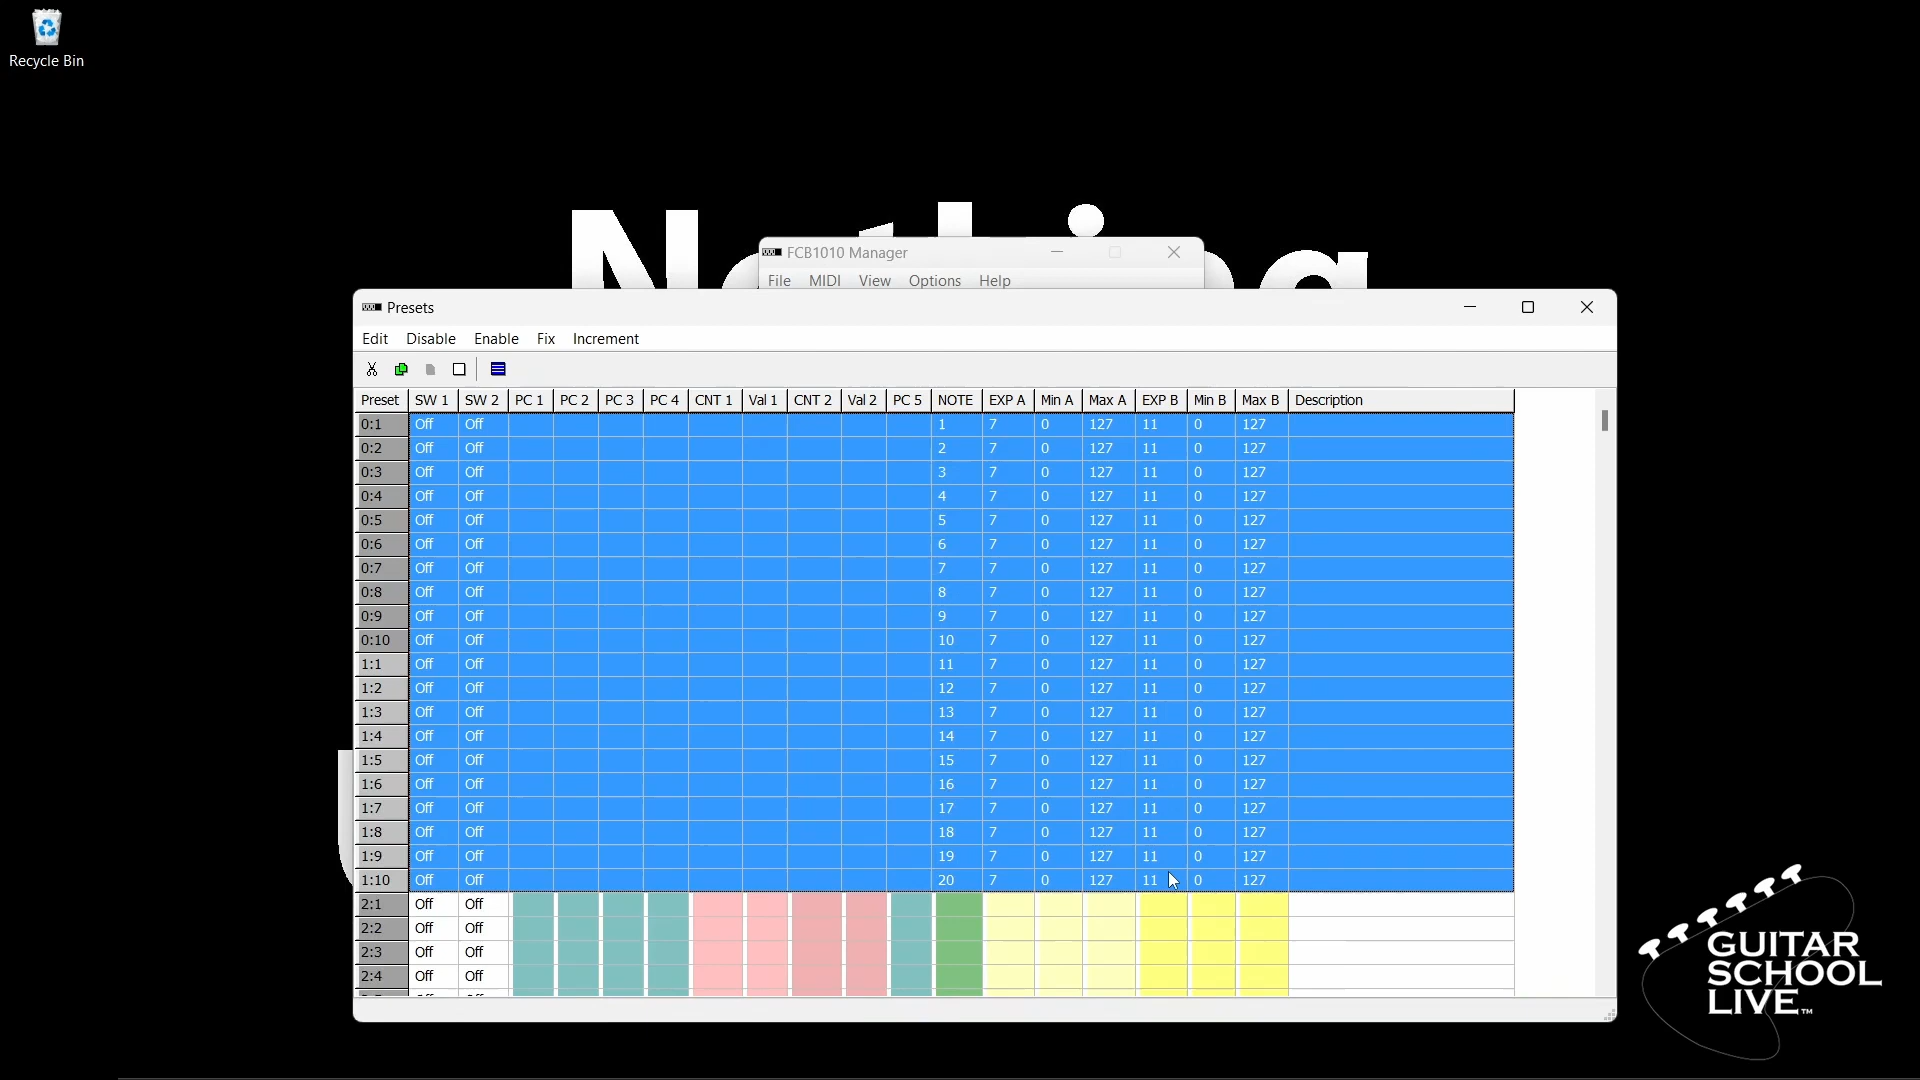 Recycle Bin
FCB1010 Manager
File MIDI View Options Help
Presets
Edit Disable Enable Fix Increment
Preset SW 1 SW 2 PC 1 PC 2 PC 3 PC 4 CNT 1 Val 1 CNT 2 Val 2 PC 5 NOTE EXP A Min A Max A EXP B Min B Max B Description
0:1 Off Off 1 7 0 127 11 0 127
0:2 Off Off 2 7 0 127 11 0 127
0:3 Off Off 3 7 0 127 11 0 127
0:4 Off Off 4 7 0 127 11 0 127
0:5 Off Off 5 7 0 127 11 0 127
0:6 Off Off 6 7 0 127 11 0 127
0:7 Off Off 7 7 0 127 11 0 127
0:8 Off Off 8 7 0 127 11 0 127
0:9 Off Off 9 7 0 127 11 0 127
0:10 Off Off 10 7 0 127 11 0 127
1:1 Off Off 11 7 0 127 11 0 127
1:2 Off Off 12 7 0 127 11 0 127
1:3 Off Off 13 7 0 127 11 0 127
1:4 Off Off 14 7 0 127 11 0 127
1:5 Off Off 15 7 0 127 11 0 127
1:6 Off Off 16 7 0 127 11 0 127
1:7 Off Off 17 7 0 127 11 0 127
1:8 Off Off 18 7 0 127 11 0 127
1:9 Off Off 19 7 0 127 11 0 127
1:10 Off Off 20 7 0 127 11 0 127
2:1 Off Off
2:2 Off Off
2:3 Off Off
2:4 Off Off
GUITAR
SCHOOL
LIVE™